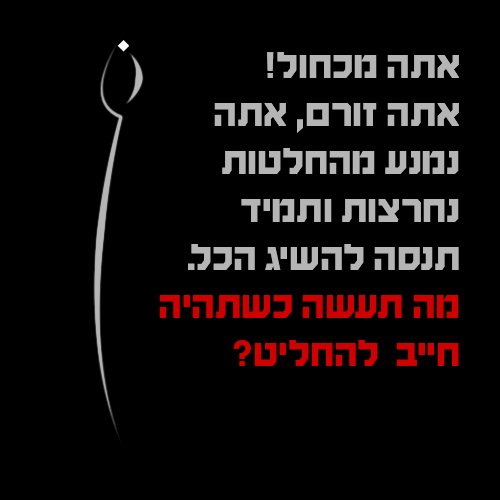 אתה מכחול!
אתה זורם, אתה
נמנע מהחלטות
נחרצות ותמיד
תנסה להשיג הכל.
מה תעשה כשתהיה
חייב להחליט?